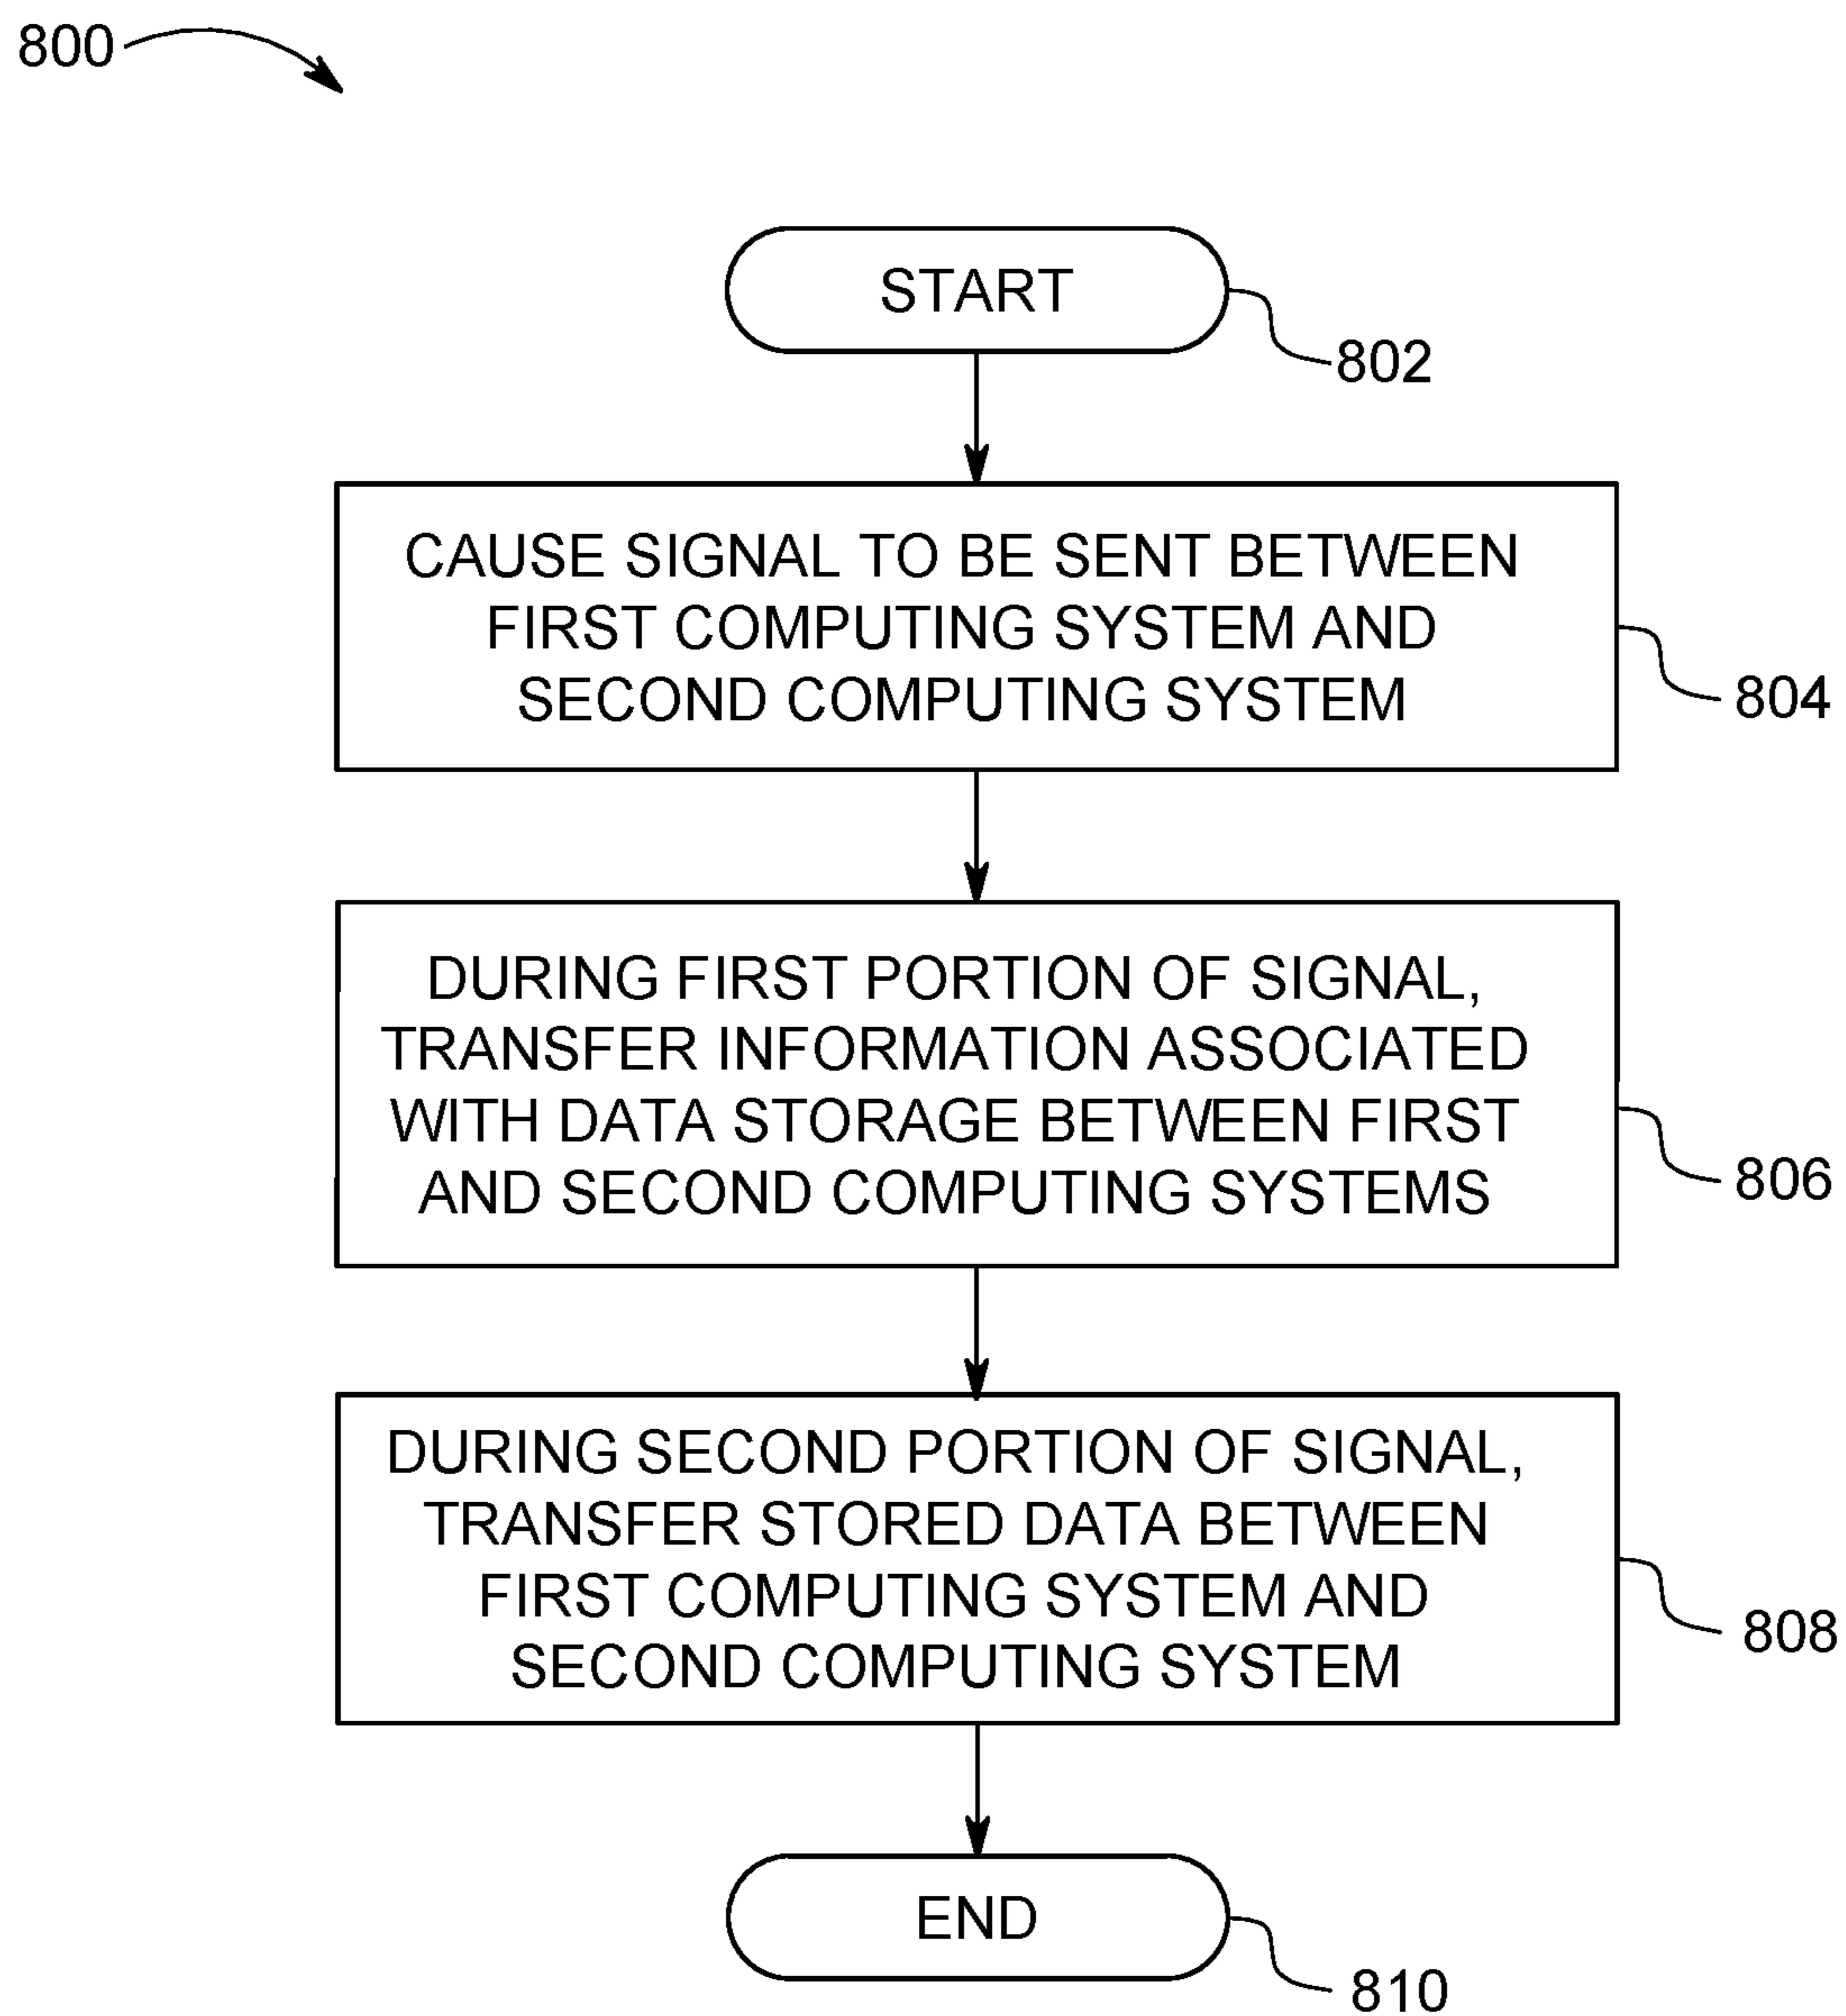 800
START
802
CAUSE SIGNAL TO BE SENT BETWEEN
FIRST COMPUTING SYSTEM AND
SECOND COMPUTING SYSTEM
804
DURING FIRST PORTION OF SIGNAL,
TRANSFER INFORMATION ASSOCIATED
WITH DATA STORAGE BETWEEN FIRST
AND SECOND COMPUTING SYSTEMS
806
DURING SECOND PORTION OF SIGNAL,
TRANSFER STORED DATA BETWEEN
FIRST COMPUTING SYSTEM AND
SECOND COMPUTING SYSTEM
808
END
810